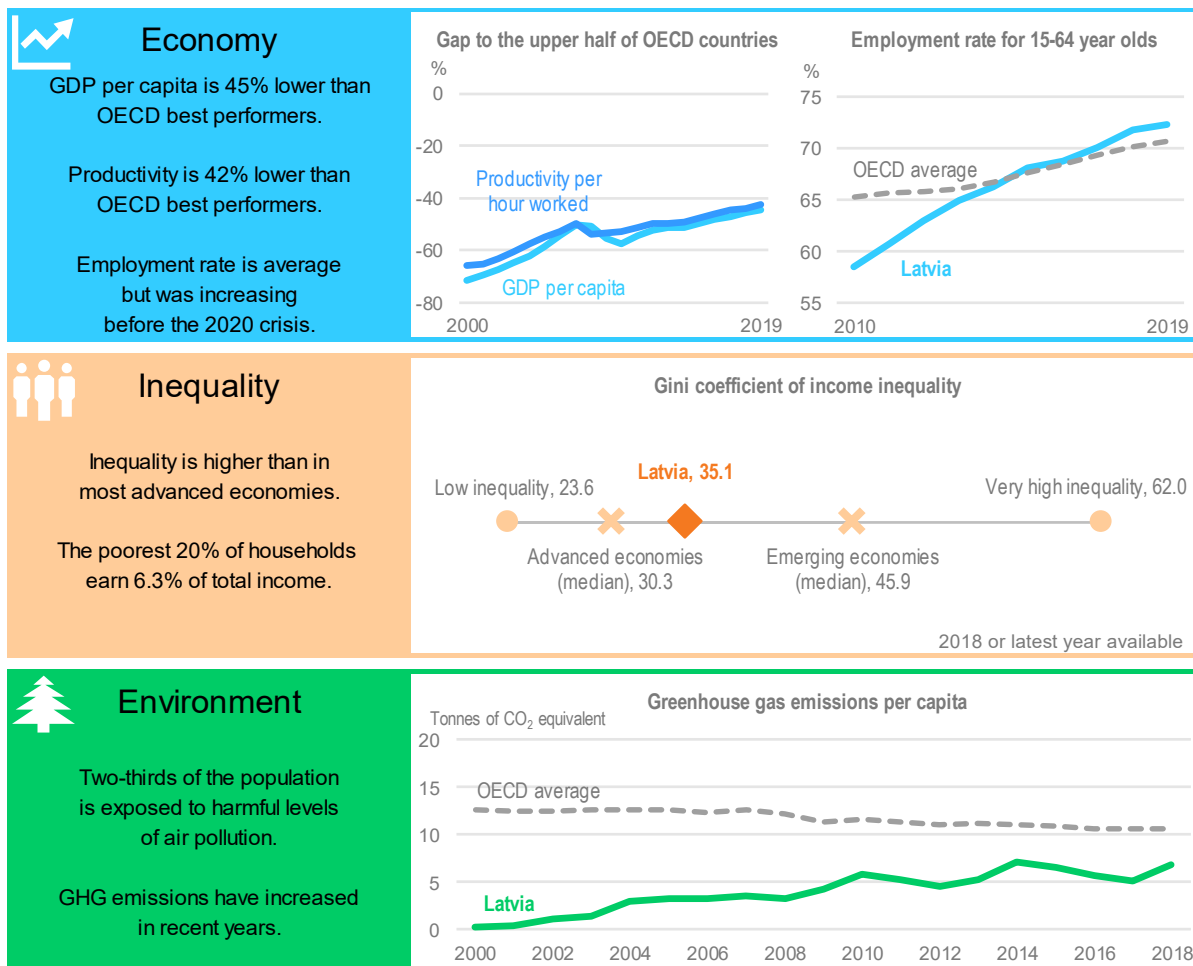 Economy
GDP per capita is 45% lower than
OECD best performers.
Productivity is 42% lower than
OECD best performers.
Employment rate is average
but was increasing
before the 2020 crisis.
Gap to the upper half of OECD countries
%
0
-20
-40
-60
-80
Productivity per
hour worked
GDP per capita
2000
2019
Employment rate for 15-64 year olds
%
75
70
65
60
55
OECD average
Latvia
2010
2019
Inequality
Inequality is higher than in
most advanced economies.
The poorest 20% of households
earn 6.3% of total income.
Gini coefficient of income inequality
Latvia, 35.1
Low inequality, 23.6
Very high inequality, 62.0
Advanced economies
(median), 30.3
Emerging economies
(median), 45.9
2018 or latest year available
Environment
Two-thirds of the population
is exposed to harmful levels
of air pollution.
GHG emissions have increased
in recent years.
Greenhouse gas emissions per capita
Tonnes of CO₂ equivalent
20
15
10
5
0
OECD average
Latvia
2000 2002 2004 2006 2008 2010 2012 2014 2016 2018